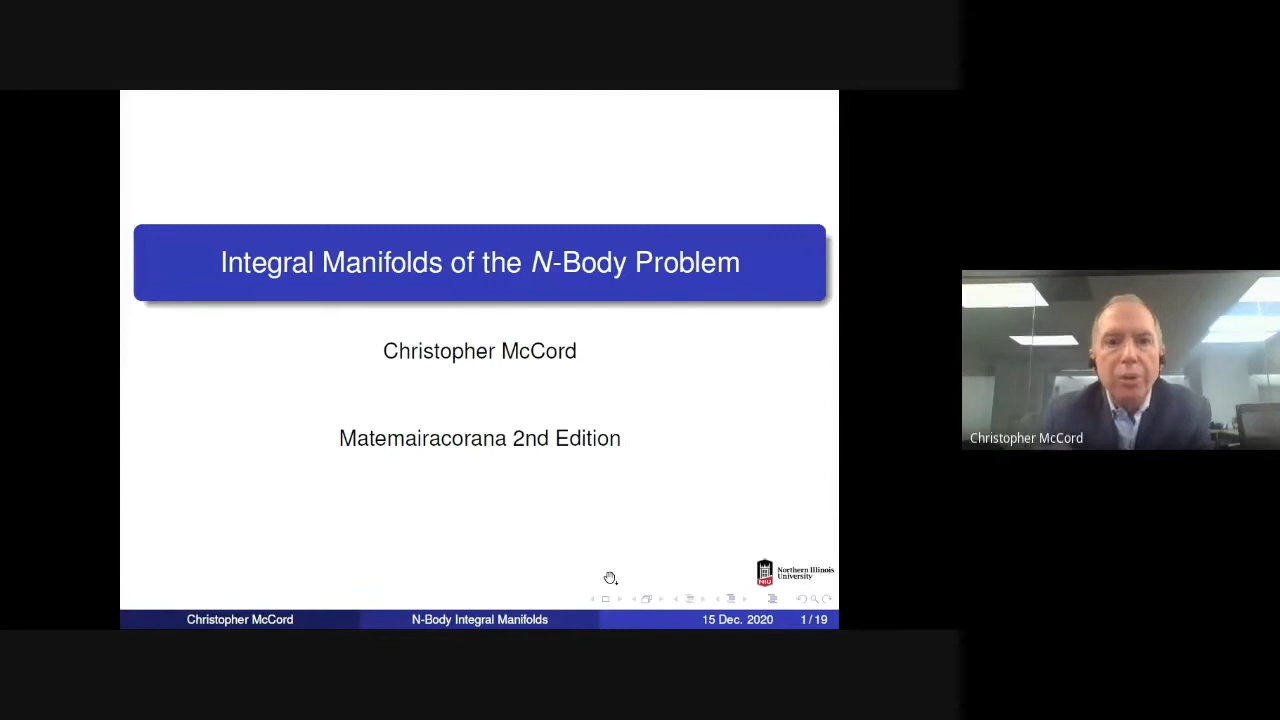 Integral Manifolds of the N-Body Problem
Christopher McCord
Matemairacorana 2nd Edition
Northern Illinois
University
NIU
Christopher McCord
N-Body Integral Manifolds
15 Dec. 2020
1 / 19
Christopher McCord